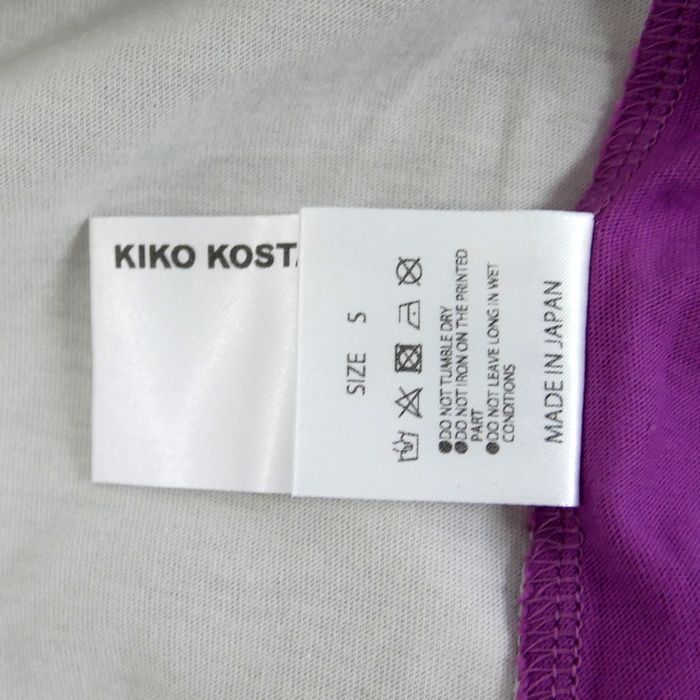 KIKO KOST
SIZE S
●DO NOT TUMBLE DRY
●DO NOT IRON ON THE PRINTED
PART
●DO NOT LEAVE LONG IN WET
CONDITIONS
MADE IN JAPAN